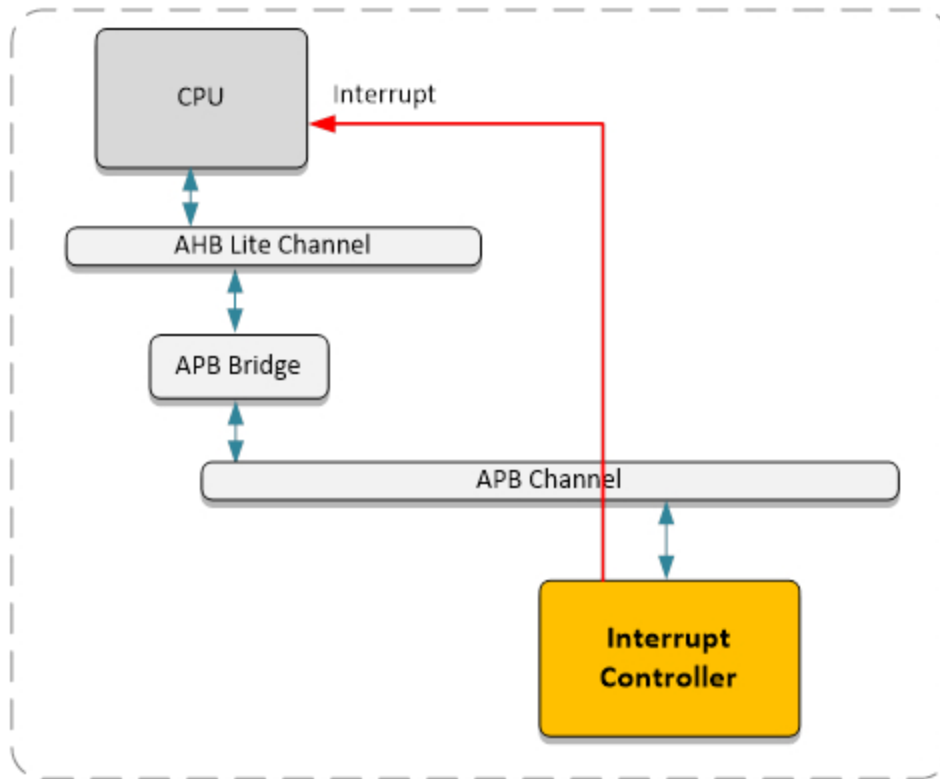 CPU
Interrupt
AHB Lite Channel
APB Bridge
APB Channel
Interrupt
Controller